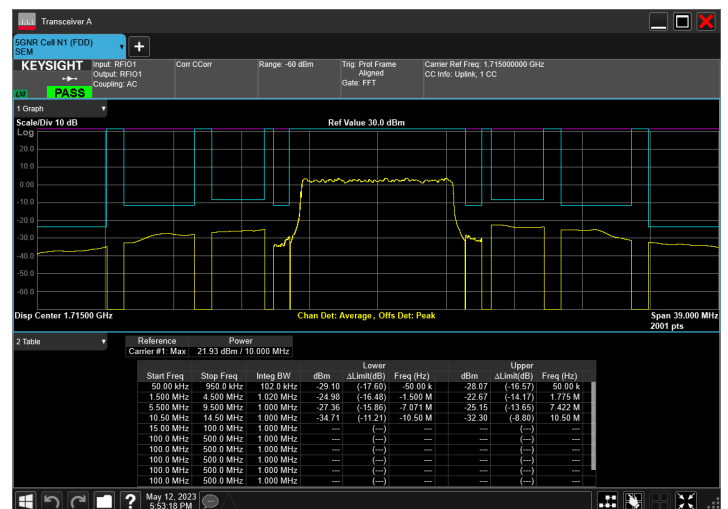 Transceiver A
5GNR Cell N1 (FDD)
SEM
KEYSIGHT
LXI PASS
Input: RFIO1
Output: RFIO1
Coupling: AC
Corr CCorr
Range: -60 dBm
Trig: Prot Frame
Aligned
Gate: FFT
Carrier Ref Freq: 1.715000000 GHz
CC Info: Uplink, 1 CC
1 Graph
Scale/Div 10 dB
Ref Value 30.0 dBm
Log
20.0
10.0
0.00
-10.0
-20.0
-30.0
-40.0
-50.0
-60.0
Disp Center 1.71500 GHz
Chan Det: Average, Offs Det: Peak
Span 39.000 MHz
2001 pts
2 Table
Reference Power
Carrier #1: Max 21.93 dBm / 10.000 MHz
Lower Upper
Start Freq Stop Freq Integ BW dBm ΔLimit(dB) Freq (Hz) dBm ΔLimit(dB) Freq (Hz)
50.00 kHz 950.0 kHz 102.0 kHz -29.10 (-17.60) -50.00 k -28.07 (-16.57) 50.00 k
1.500 MHz 4.500 MHz 1.020 MHz -24.98 (-16.48) -1.500 M -22.67 (-14.17) 1.775 M
5.500 MHz 9.500 MHz 1.000 MHz -27.36 (-15.86) -7.071 M -25.15 (-13.65) 7.422 M
10.50 MHz 14.50 MHz 1.000 MHz -34.71 (-11.21) -10.50 M -32.30 (-8.80) 10.50 M
15.00 MHz 100.0 MHz 1.000 MHz --- (---) --- --- (---) ---
100.0 MHz 500.0 MHz 1.000 MHz --- (---) --- --- (---) ---
100.0 MHz 500.0 MHz 1.000 MHz --- (---) --- --- (---) ---
100.0 MHz 500.0 MHz 1.000 MHz --- (---) --- --- (---) ---
100.0 MHz 500.0 MHz 1.000 MHz --- (---) --- --- (---) ---
100.0 MHz 500.0 MHz 1.000 MHz --- (---) --- --- (---) ---
May 12, 2023
5:53:18 PM